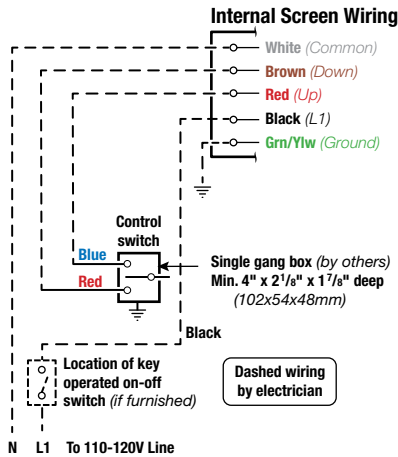 Internal Screen Wiring
White (Common)
Brown (Down)
Red (Up)
Black (L1)
Grn/Ylw (Ground)
Control
switch
Blue
Red
Single gang box (by others)
Min. 4" x 2 1/8" x 1 7/8" deep
(102x54x48mm)
Black
Location of key
operated on-off
switch (if furnished)
Dashed wiring
by electrician
N L1 To 110-120V Line